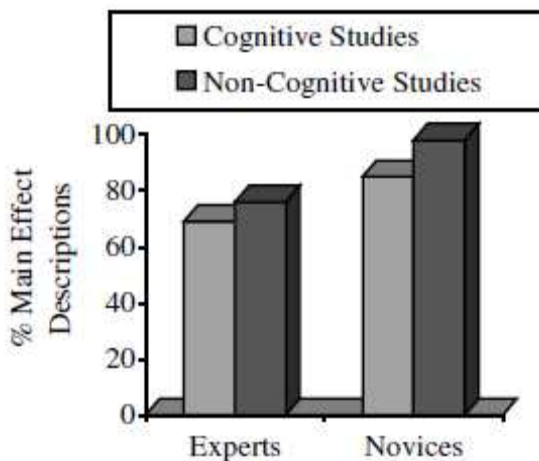 Cognitive Studies
Non-Cognitive Studies
% Main Effect
Descriptions
100
80
60
40
20
0
Experts
Novices